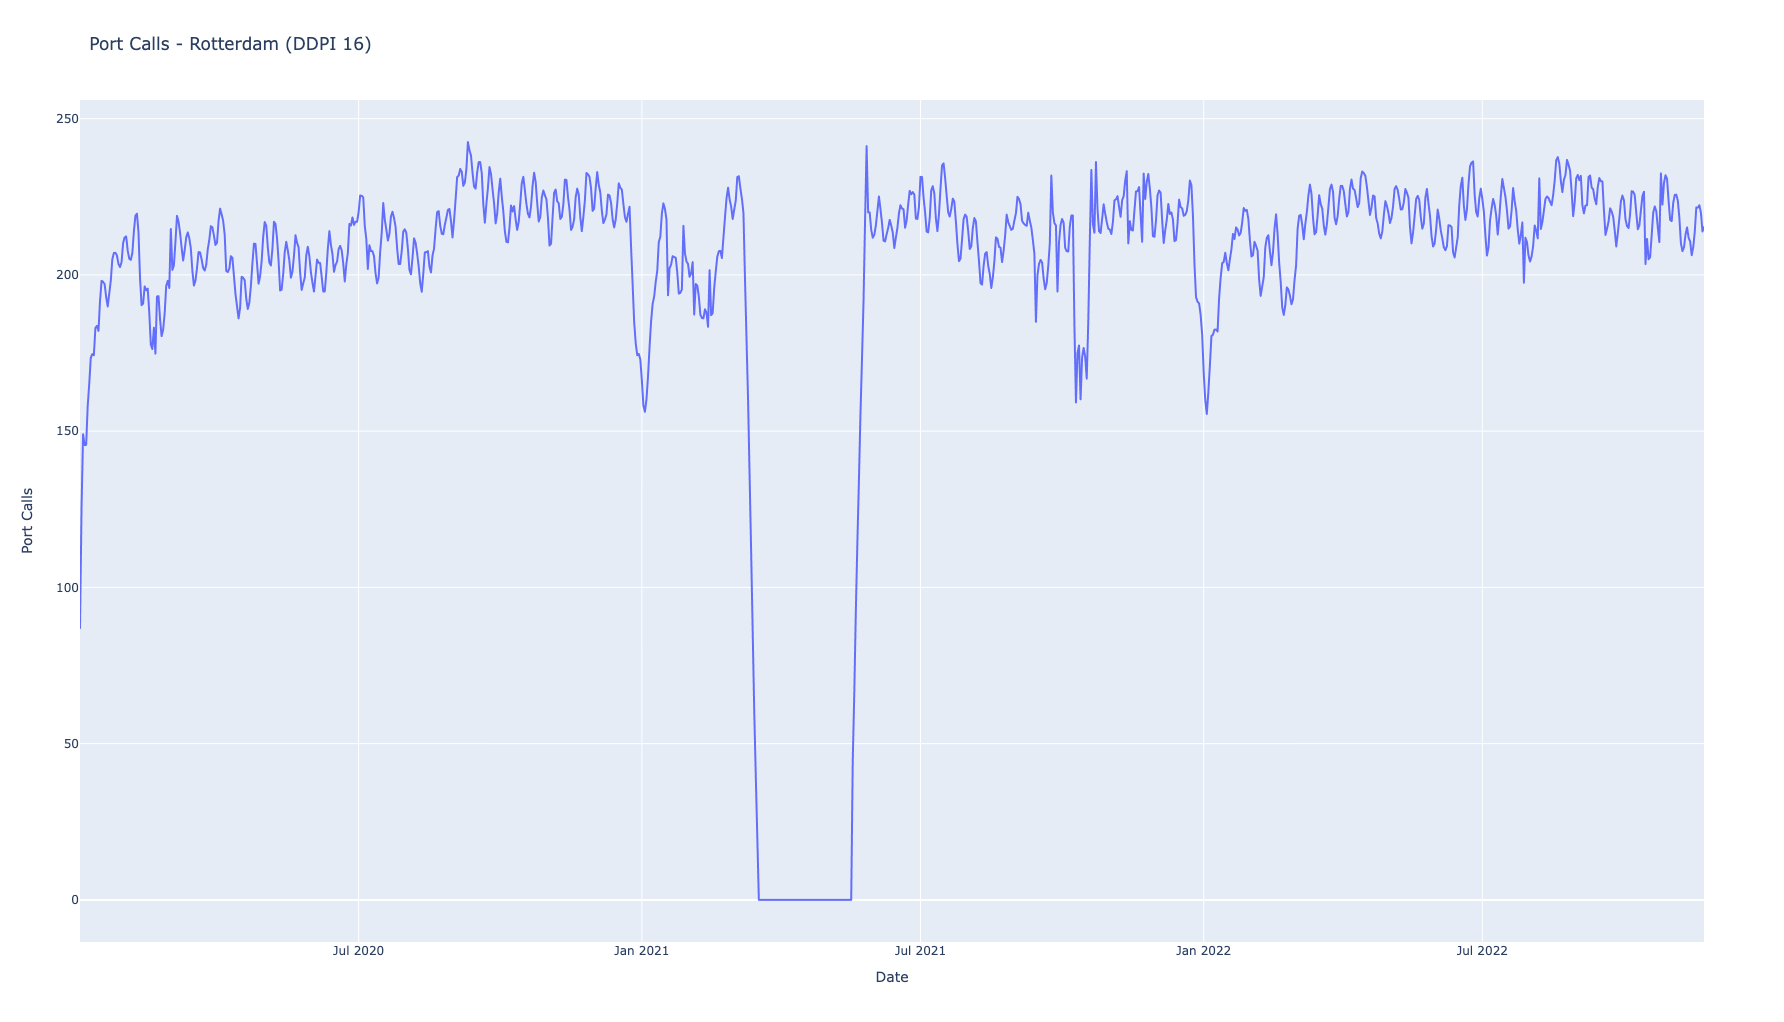 Port Calls - Rotterdam (DDPI 16)
250
200
150
100
50
0
Port Calls
Jul 2020
Jan 2021
Jul 2021
Jan 2022
Jul 2022
Date